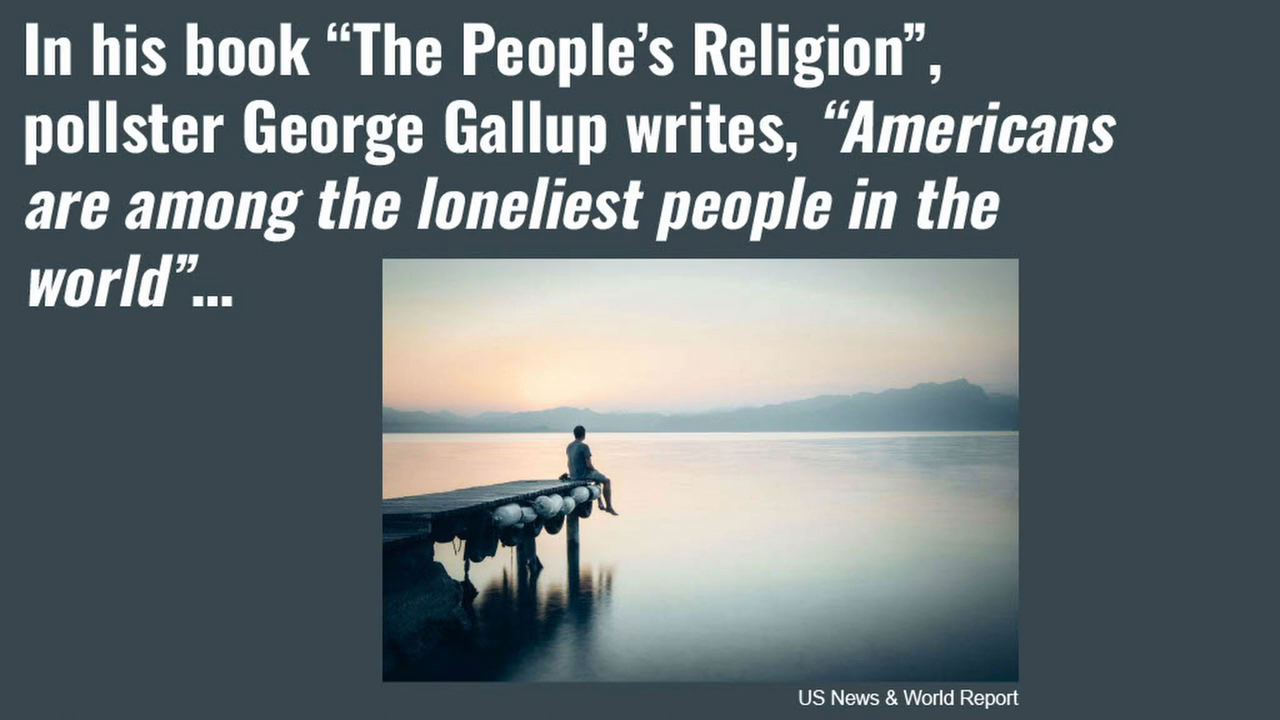 In his book “The People’s Religion”,
pollster George Gallup writes, “Americans
are among the loneliest people in the
world”...
US News & World Report